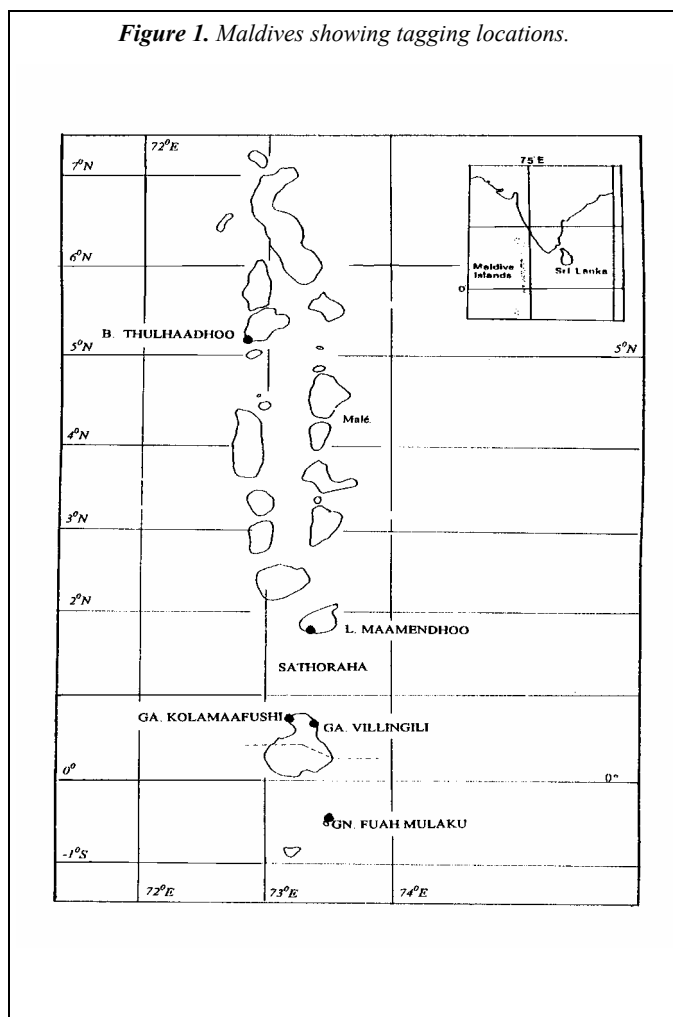 Figure 1. Maldives showing tagging locations.
72°E
7°N
75°E
6°N
Maldive
Islands
Sri Lanka
0°
B. THULHAADHOO
5°N
5°N
Malé
4°N
3°N
2°N
L. MAAMENDHOO
SATHORAHA
GA. KOLAMAAFUSHI
GA. VILLINGILI
0°
0°
GN. FUAH MULAKU
-1°S
72°E
73°E
74°E